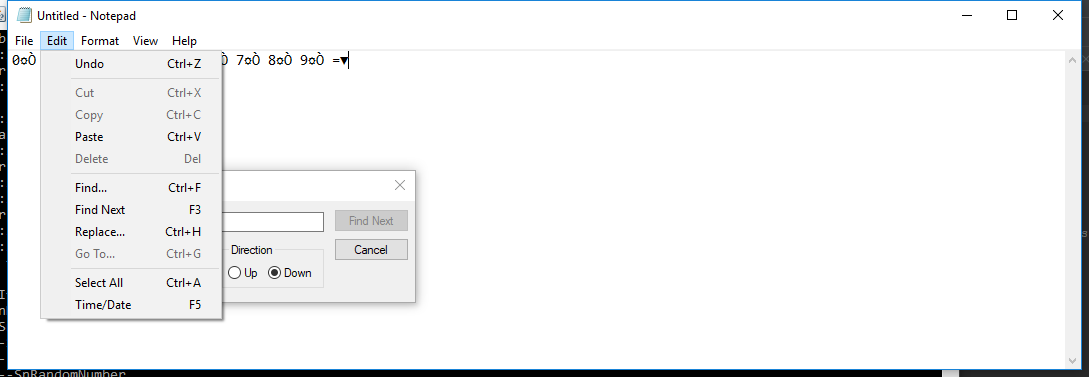 Untitled - Notepad
File Edit Format View Help
0¤Ò Ò 7¤Ò 8¤Ò 9¤Ò =▼
Undo Ctrl+Z
Cut Ctrl+X
Copy Ctrl+C
Paste Ctrl+V
Delete Del
Find... Ctrl+F
Find Next F3
Replace... Ctrl+H
Go To... Ctrl+G
Select All Ctrl+A
Time/Date F5
Find Next
Direction
Cancel
Up Down
--SnRandomNumber